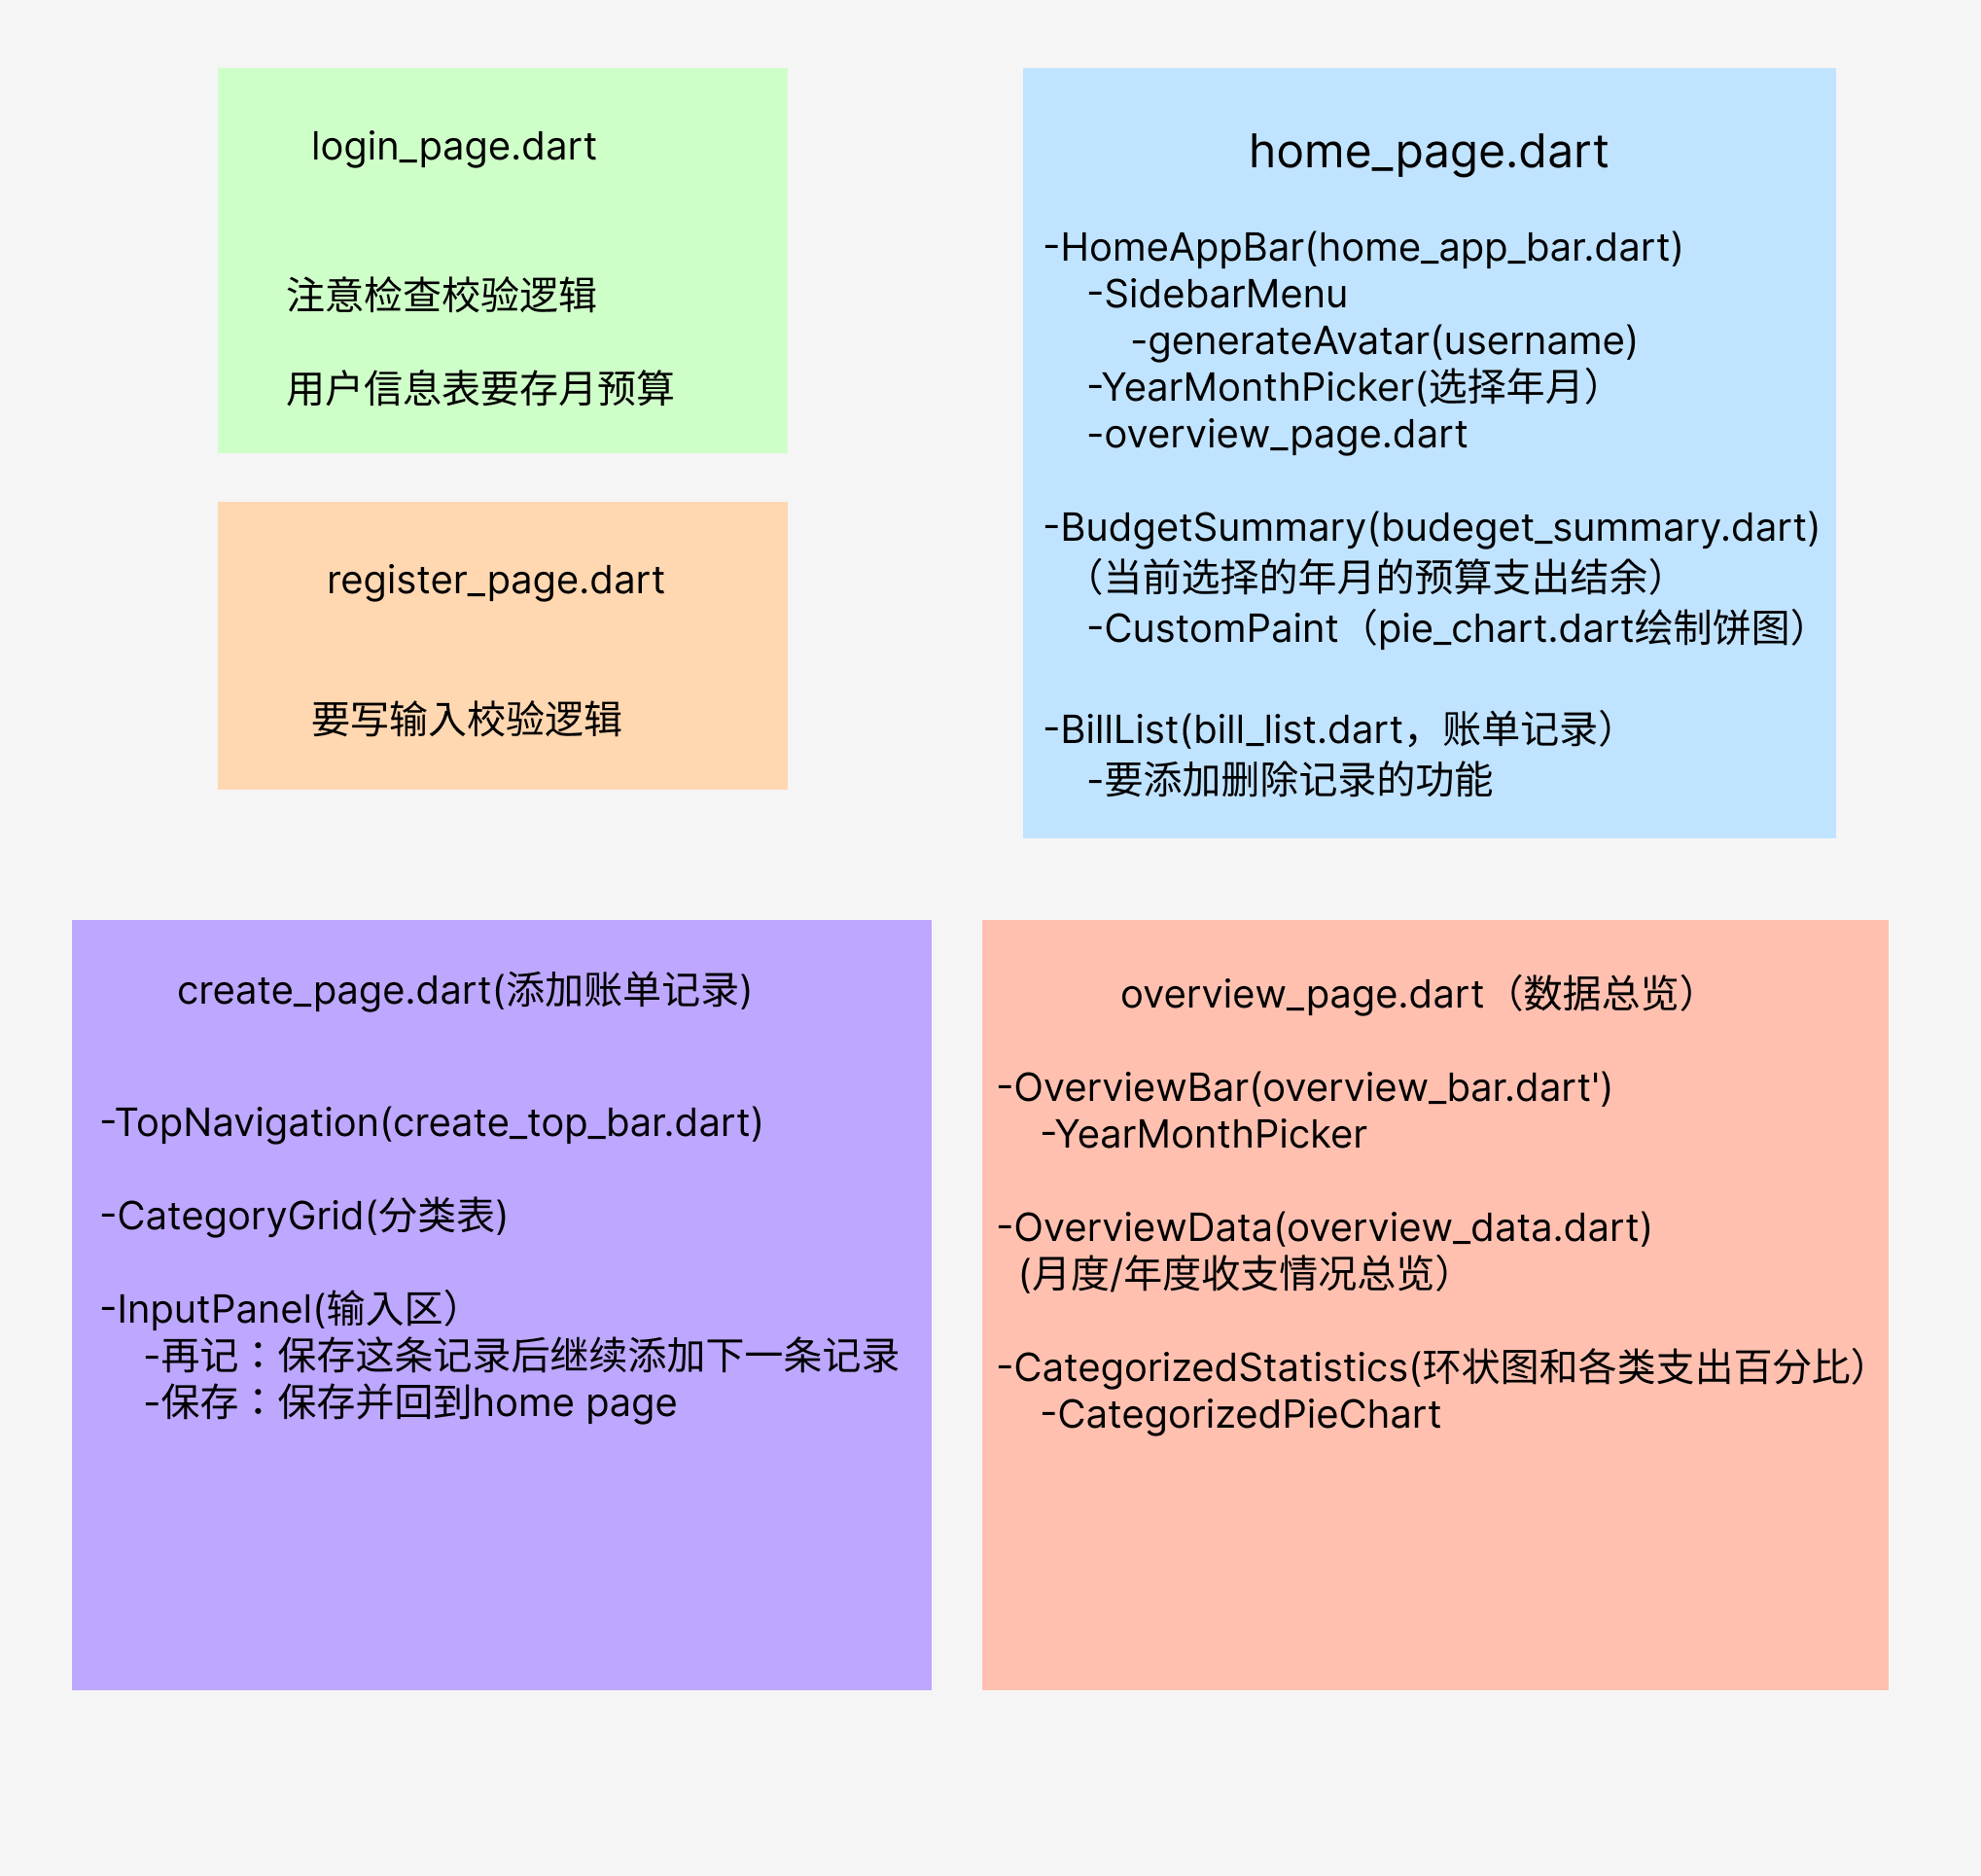 login_page.dart
注意检查校验逻辑
用户信息表要存月预算
register_page.dart
要写输入校验逻辑
home_page.dart
-HomeAppBar(home_app_bar.dart)
-SidebarMenu
-generateAvatar(username)
-YearMonthPicker(选择年月）
-overview_page.dart
-BudgetSummary(budeget_summary.dart)
（当前选择的年月的预算支出结余）
-CustomPaint（pie_chart.dart绘制饼图）
-BillList(bill_list.dart，账单记录）
-要添加删除记录的功能
create_page.dart(添加账单记录)
-TopNavigation(create_top_bar.dart)
-CategoryGrid(分类表)
-InputPanel(输入区）
-再记：保存这条记录后继续添加下一条记录
-保存：保存并回到home page
overview_page.dart（数据总览）
-OverviewBar(overview_bar.dart')
-YearMonthPicker
-OverviewData(overview_data.dart)
(月度/年度收支情况总览）
-CategorizedStatistics(环状图和各类支出百分比）
-CategorizedPieChart